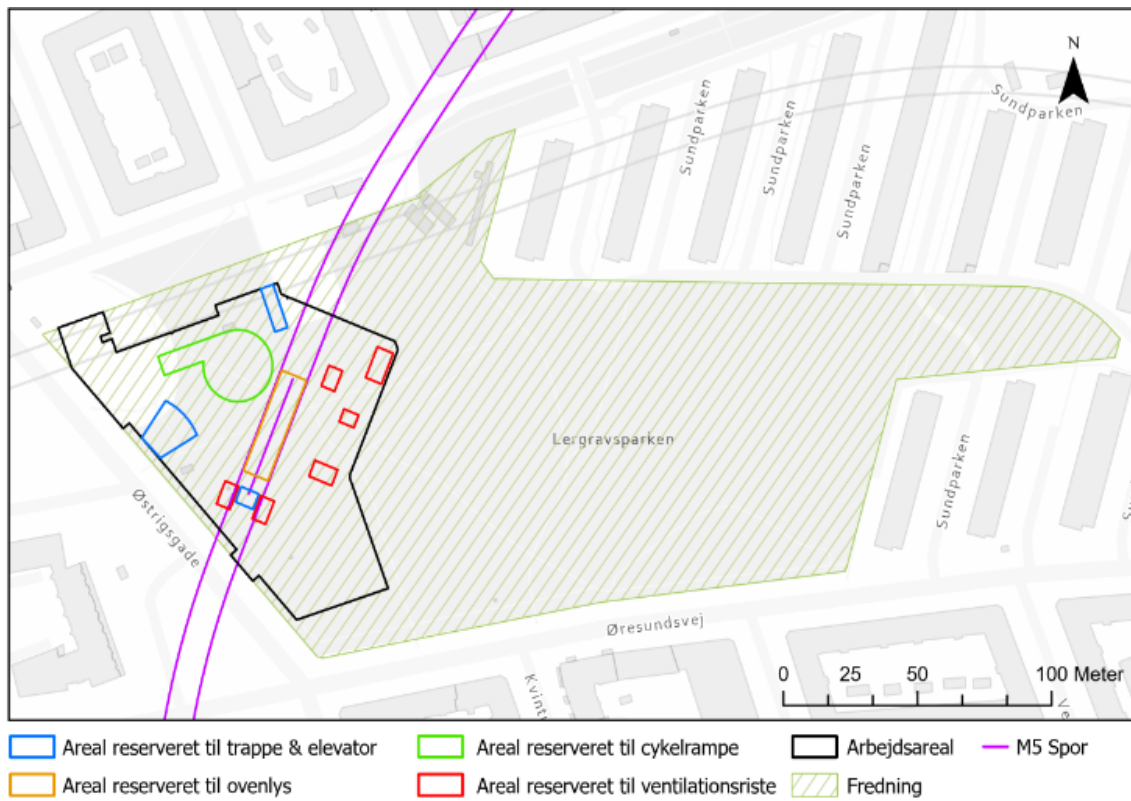 N
Sundparken
Sundparken
Sundparken
Sundparken
Lergravsparken
Sundparken
Østrigsgade
Øresundsvej
0 25 50 100 Meter
Areal reserveret til trappe & elevator
Areal reserveret til cykelrampe
Arbejdsareal
M5 Spor
Areal reserveret til ovenlys
Areal reserveret til ventilationsriste
Fredning